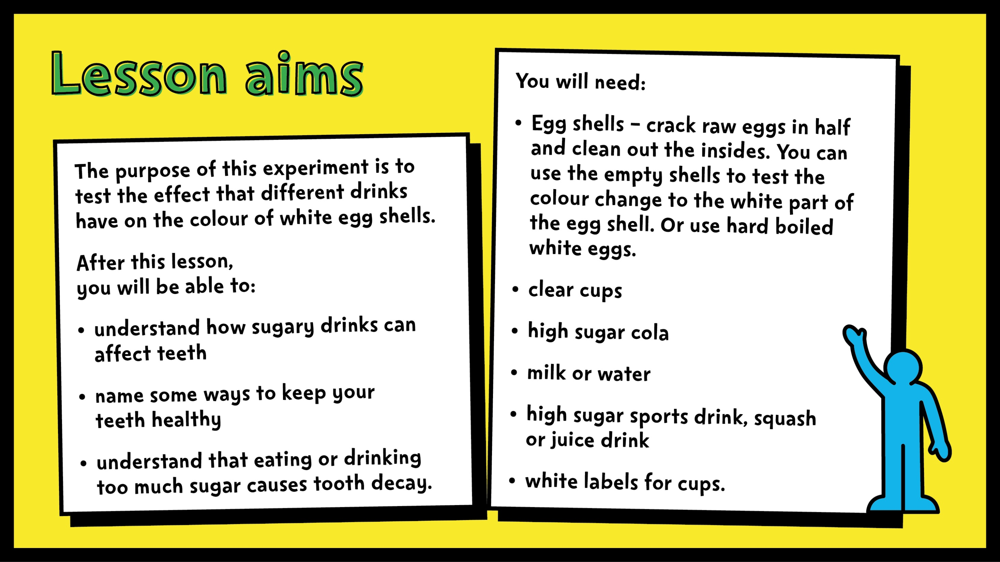 Lesson aims
The purpose of this experiment is to
test the effect that different drinks
have on the colour of white egg shells.
After this lesson,
you will be able to:
• understand how sugary drinks can
affect teeth
• name some ways to keep your
teeth healthy
• understand that eating or drinking
too much sugar causes tooth decay.
You will need:
• Egg shells – crack raw eggs in half
and clean out the insides. You can
use the empty shells to test the
colour change to the white part of
the egg shell. Or use hard boiled
white eggs.
• clear cups
• high sugar cola
• milk or water
• high sugar sports drink, squash
or juice drink
• white labels for cups.